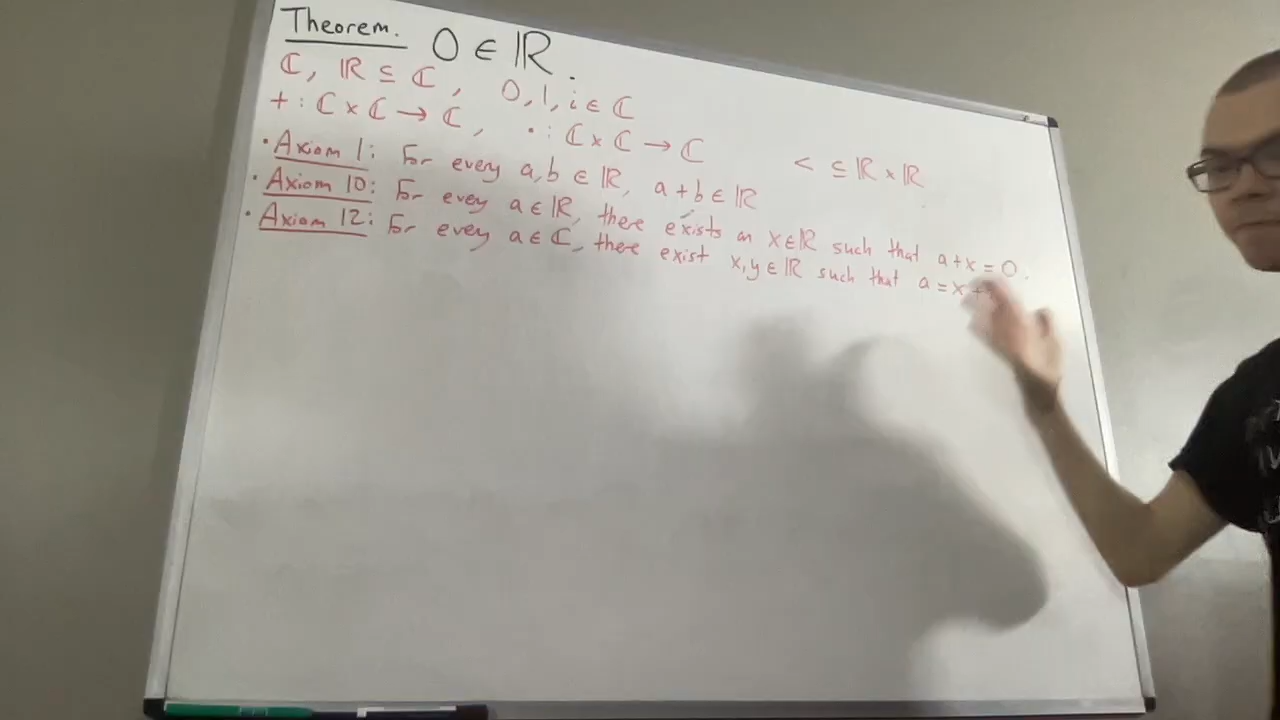 Theorem. 0 ∈ ℝ.
ℂ, ℝ ⊆ ℂ, 0, 1, i ∈ ℂ
+ : ℂ × ℂ → ℂ, · : ℂ × ℂ → ℂ < ⊆ ℝ × ℝ
· Axiom 1: For every a, b ∈ ℝ, a + b ∈ ℝ
· Axiom 10: For every a ∈ ℝ, there exists an x ∈ ℝ such that a + x = 0.
· Axiom 12: For every a ∈ ℂ, there exist x, y ∈ ℝ such that a = x +